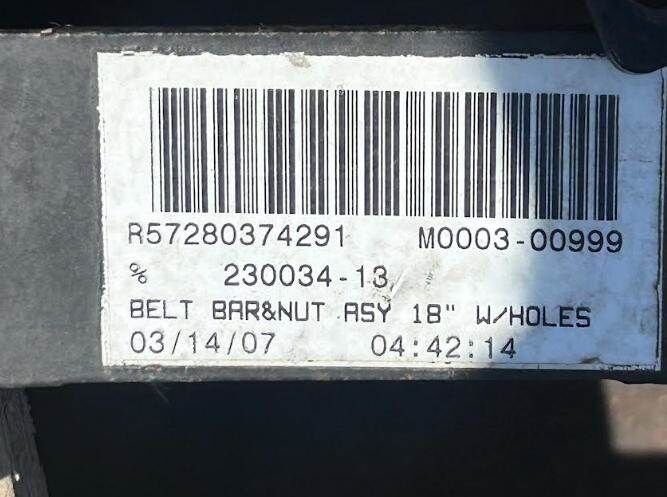 R57280374291 M0003-00999
% 230034-13
BELT BAR&NUT ASY 18" W/HOLES
03/14/07 04:42:14